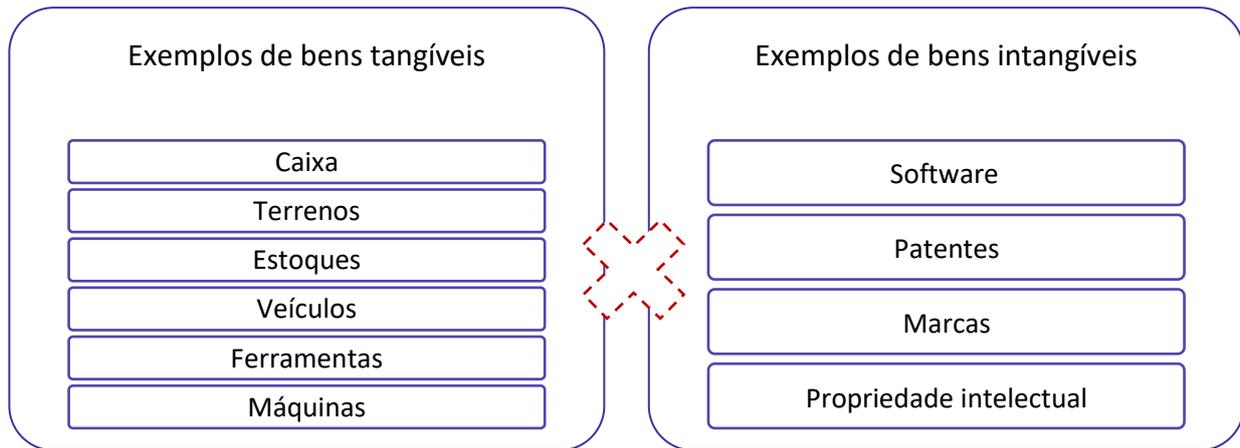 Exemplos de bens tangíveis
Caixa
Terrenos
Estoques
Veículos
Ferramentas
Máquinas
Exemplos de bens intangíveis
Software
Patentes
Marcas
Propriedade intelectual